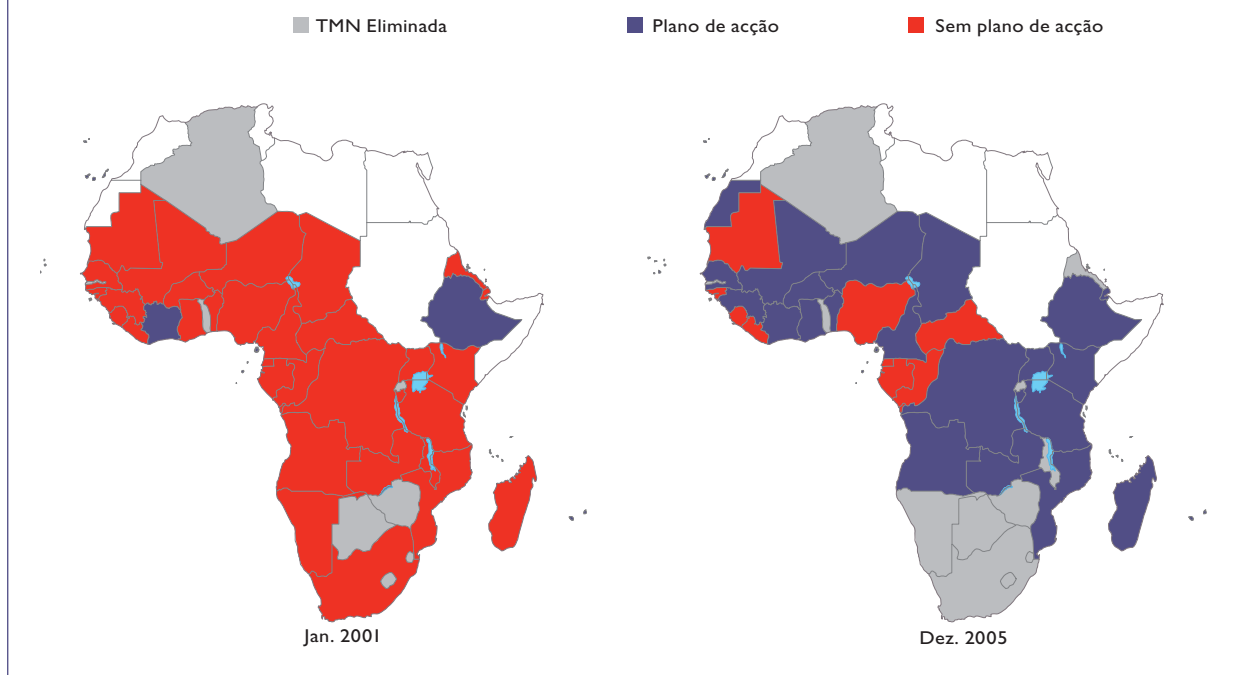 TMN Eliminada
Plano de acção
Sem plano de acção
Jan. 2001
Dez. 2005